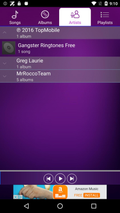 9:10
Songs
Albums
Artists
Playlists
℗ 2016 TopMobile
1 album
Gangster Ringtones Free
1 song
Greg Laurie
1 album
MrRoccoTeam
5 albums
Amazon Music